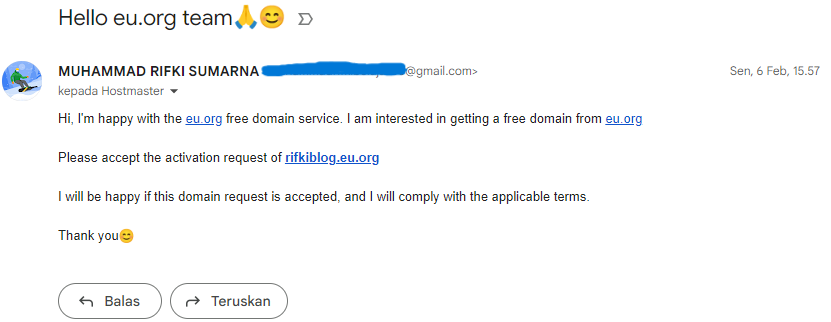 Hello eu.org team🙏😊
MUHAMMAD RIFKI SUMARNA @gmail.com> Sen, 6 Feb, 15.57
kepada Hostmaster
Hi, I'm happy with the eu.org free domain service. I am interested in getting a free domain from eu.org
Please accept the activation request of rifkiblog.eu.org
I will be happy if this domain request is accepted, and I will comply with the applicable terms.
Thank you😊
Balas Teruskan